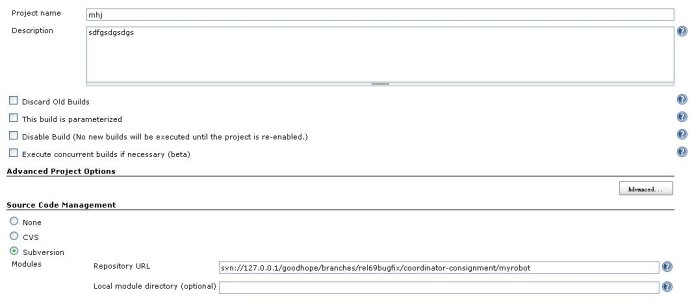 Project name mhj
Description sdfgsdgsdgs
Discard Old Builds
This build is parameterized
Disable Build (No new builds will be executed until the project is re-enabled.)
Execute concurrent builds if necessary (beta)
Advanced Project Options
Advanced...
Source Code Management
None
CVS
Subversion
Modules Repository URL svn://127.0.0.1/goodhope/branches/rel69bugfix/coordinator-consignment/myrobot
Local module directory (optional)